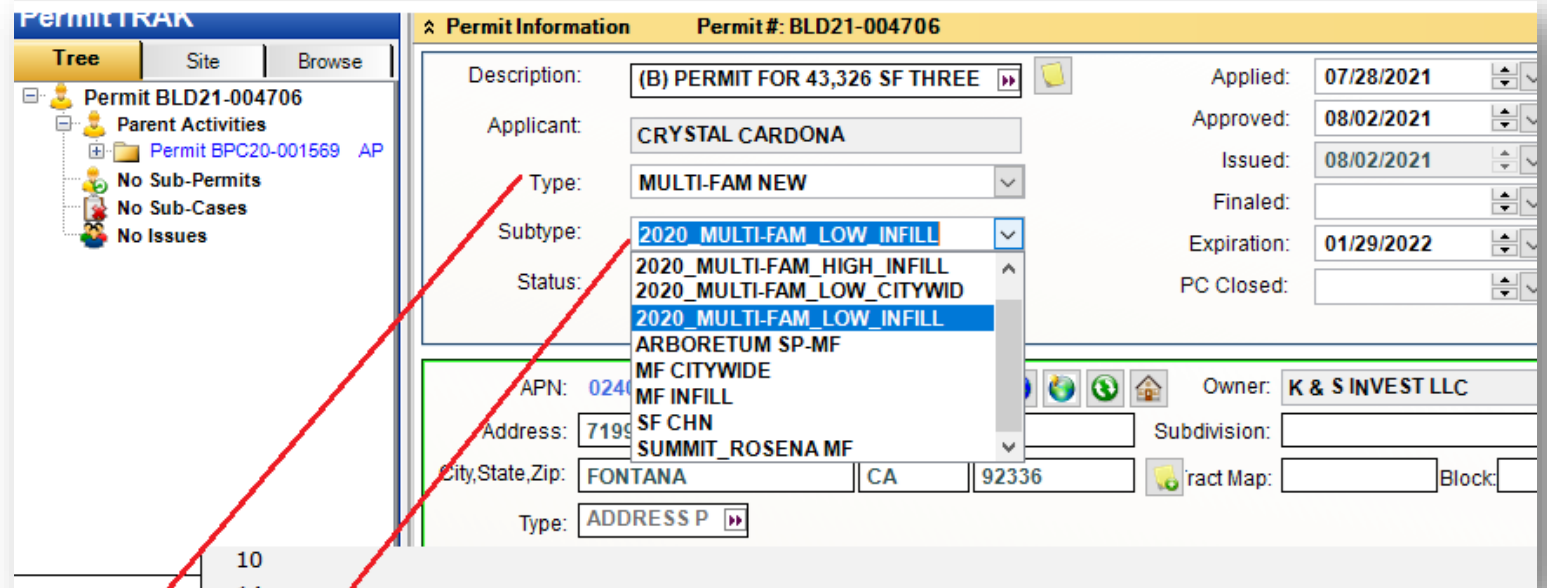 PermitTRAK
Tree Site Browse
Permit BLD21-004706
Parent Activities
Permit BPC20-001569 AP
No Sub-Permits
No Sub-Cases
No Issues
Permit Information Permit#: BLD21-004706
Description: (B) PERMIT FOR 43,326 SF THREE
Applicant: CRYSTAL CARDONA
Type: MULTI-FAM NEW
Subtype: 2020_MULTI-FAM_LOW_INFILL
Status:
2020_MULTI-FAM_HIGH_INFILL
2020_MULTI-FAM_LOW_CITYWID
2020_MULTI-FAM_LOW_INFILL
ARBORETUM SP-MF
MF CITYWIDE
MF INFILL
SF CHN
SUMMIT_ROSENA MF
Applied: 07/28/2021
Approved: 08/02/2021
Issued: 08/02/2021
Finaled:
Expiration: 01/29/2022
PC Closed:
APN: 024
Owner: K & S INVEST LLC
Address: 7199
Subdivision:
City,State,Zip: FONTANA CA 92336
ract Map: Block:
Type: ADDRESS P
10